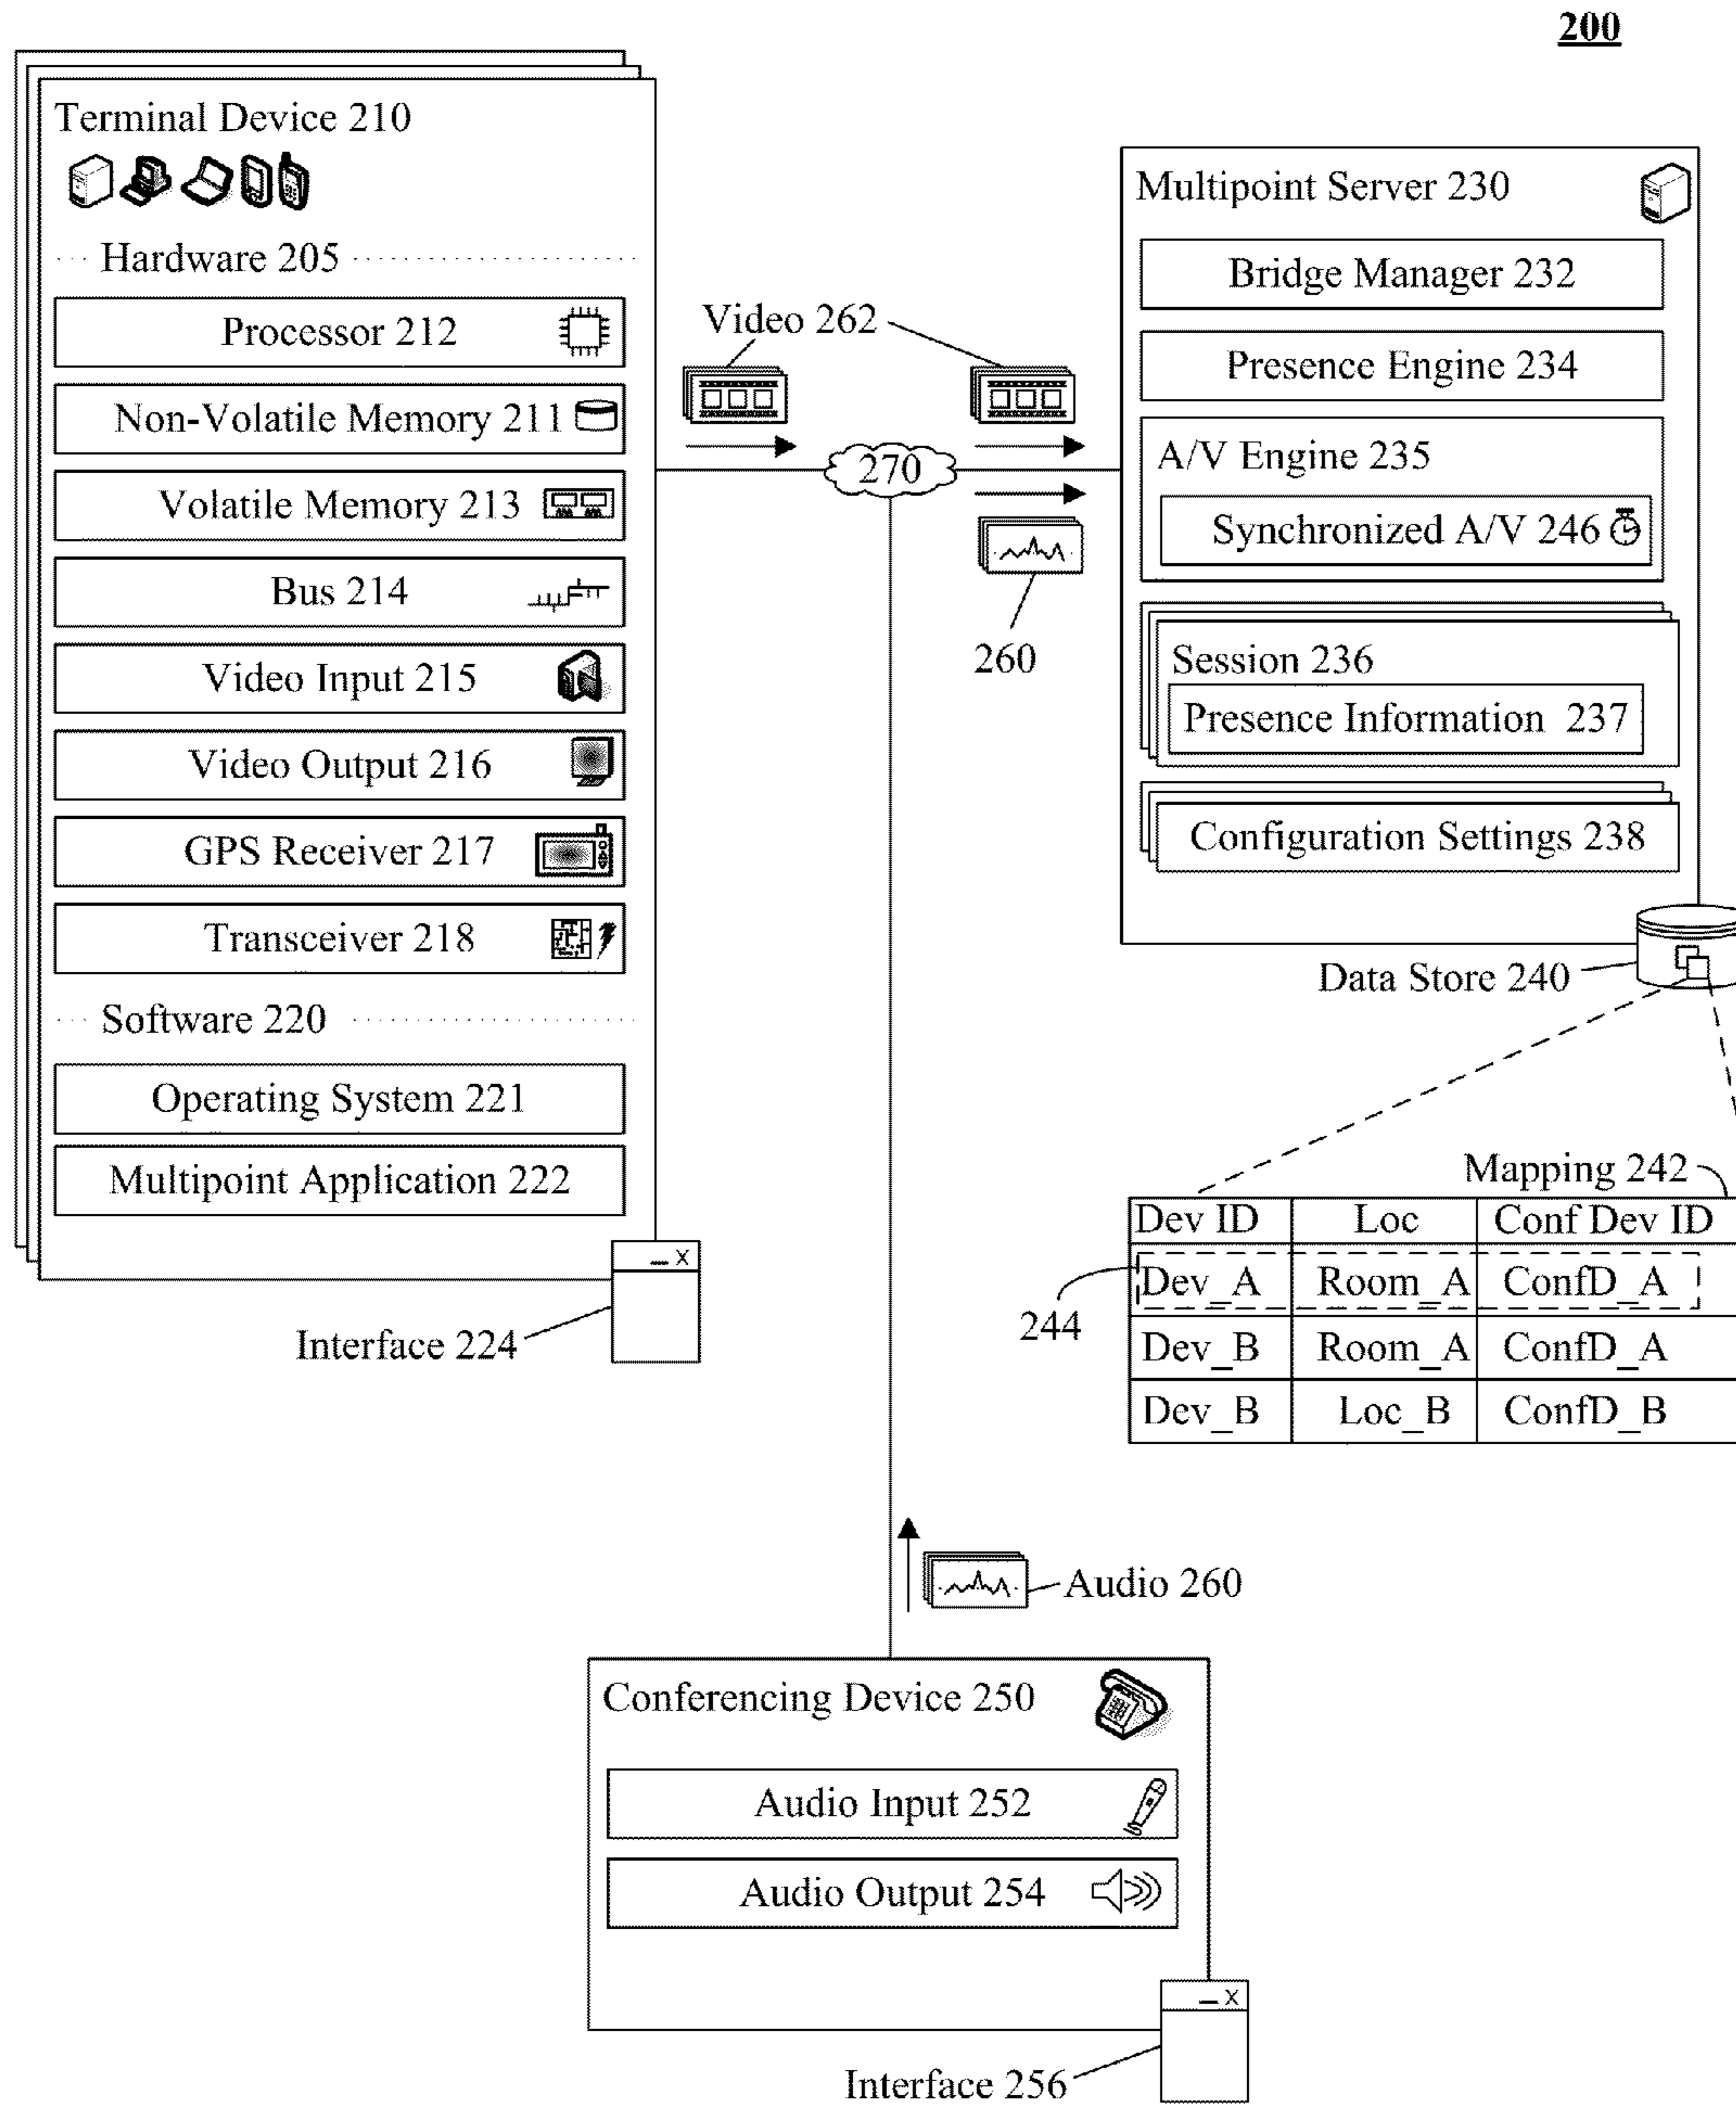 200
Terminal Device 210
Hardware 205
Processor 212
Non-Volatile Memory 211
Volatile Memory 213
Bus 214
Video Input 215
Video Output 216
GPS Receiver 217
Transceiver 218
Software 220
Operating System 221
Multipoint Application 222
_ X
Interface 224
Video 262
270
260
Multipoint Server 230
Bridge Manager 232
Presence Engine 234
A/V Engine 235
Synchronized A/V 246
Session 236
Presence Information 237
Configuration Settings 238
Data Store 240
Mapping 242
Dev ID Loc Conf Dev ID
Dev_A Room_A ConfD_A
244
Dev_B Room_A ConfD_A
Dev_B Loc_B ConfD_B
Audio 260
Conferencing Device 250
Audio Input 252
Audio Output 254
_ X
Interface 256